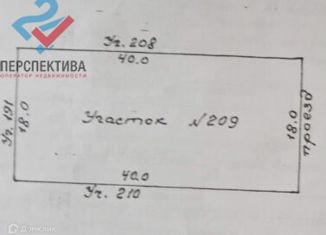 ПЕРСПЕКТИВА
ОПЕРАТОР НЕДВИЖИМОСТИ
Уч. 208
40.0
Уч. 191
18.0
Участок №209
18.0
проезд
40.0
Уч. 210
Домклик